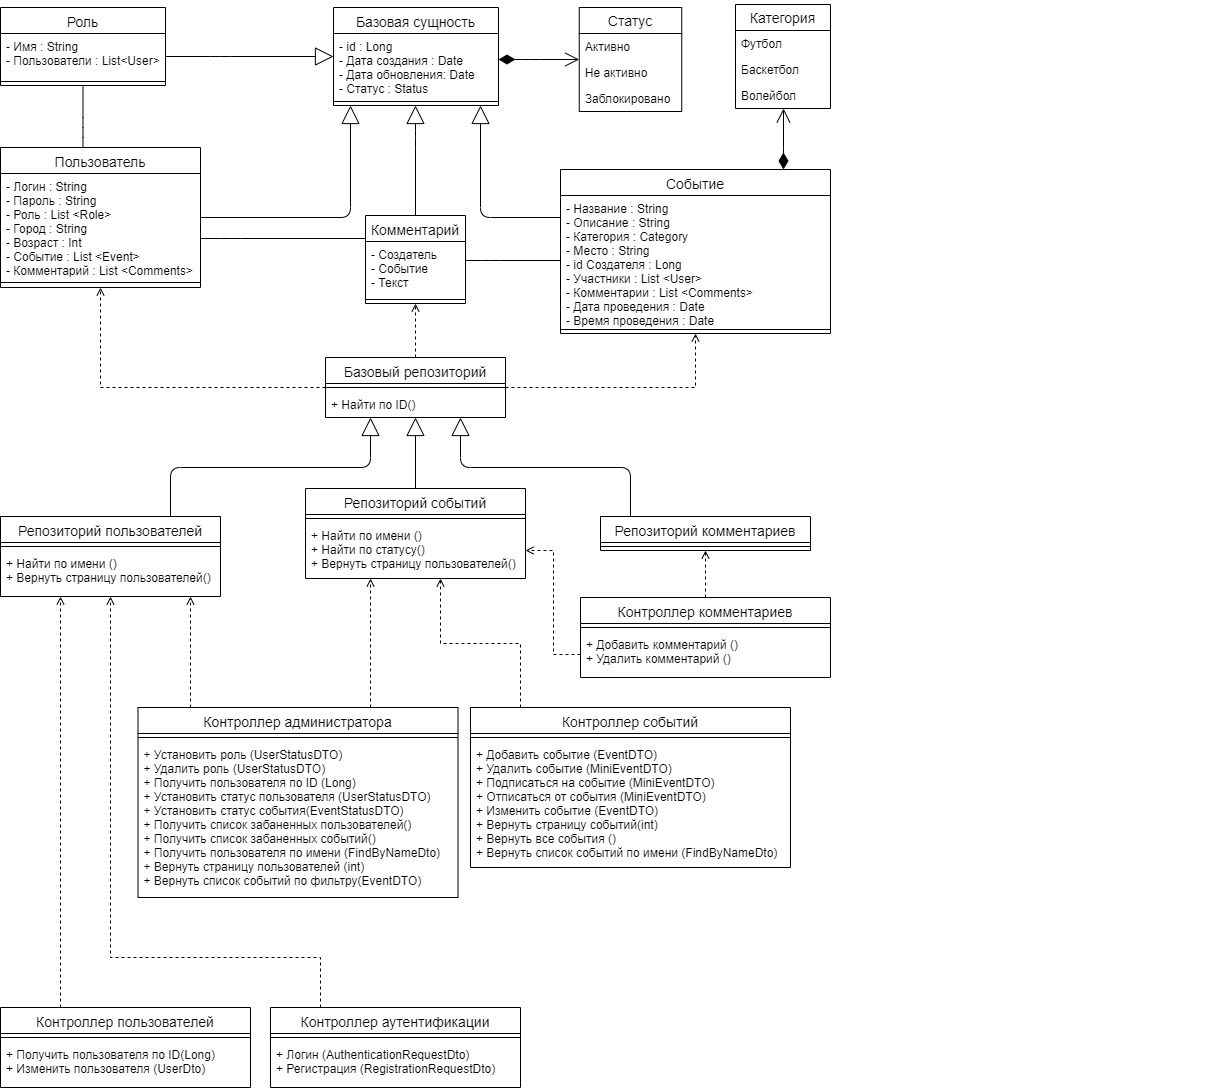 Роль
- Имя : String
- Пользователи : List<User>
Базовая сущность
- id : Long
- Дата создания : Date
- Дата обновления: Date
- Статус : Status
Статус
Активно
Не активно
Заблокировано
Категория
Футбол
Баскетбол
Волейбол
Пользователь
- Логин : String
- Пароль : String
- Роль : List <Role>
- Город : String
- Возраст : Int
- Событие : List <Event>
- Комментарий : List <Comments>
Комментарий
- Создатель
- Событие
- Текст
Событие
- Название : String
- Описание : String
- Категория : Category
- Место : String
- id Создателя : Long
- Участники : List <User>
- Комментарии : List <Comments>
- Дата проведения : Date
- Время проведения : Date
Базовый репозиторий
+ Найти по ID()
Репозиторий пользователей
+ Найти по имени ()
+ Вернуть страницу пользователей()
Репозиторий событий
+ Найти по имени ()
+ Найти по статусу()
+ Вернуть страницу пользователей()
Репозиторий комментариев
Контроллер комментариев
+ Добавить комментарий ()
+ Удалить комментарий ()
Контроллер администратора
+ Установить роль (UserStatusDTO)
+ Удалить роль (UserStatusDTO)
+ Получить пользователя по ID (Long)
+ Установить статус пользователя (UserStatusDTO)
+ Установить статус события(EventStatusDTO)
+ Получить список забаненных пользователей()
+ Получить список забаненных событий()
+ Получить пользователя по имени (FindByNameDto)
+ Вернуть страницу пользователей (int)
+ Вернуть список событий по фильтру(EventDTO)
Контроллер событий
+ Добавить событие (EventDTO)
+ Удалить событие (MiniEventDTO)
+ Подписаться на событие (MiniEventDTO)
+ Отписаться от события (MiniEventDTO)
+ Изменить событие (EventDTO)
+ Вернуть страницу событий(int)
+ Вернуть все события ()
+ Вернуть список событий по имени (FindByNameDto)
Контроллер пользователей
+ Получить пользователя по ID(Long)
+ Изменить пользователя (UserDto)
Контроллер аутентификации
+ Логин (AuthenticationRequestDto)
+ Регистрация (RegistrationRequestDto)